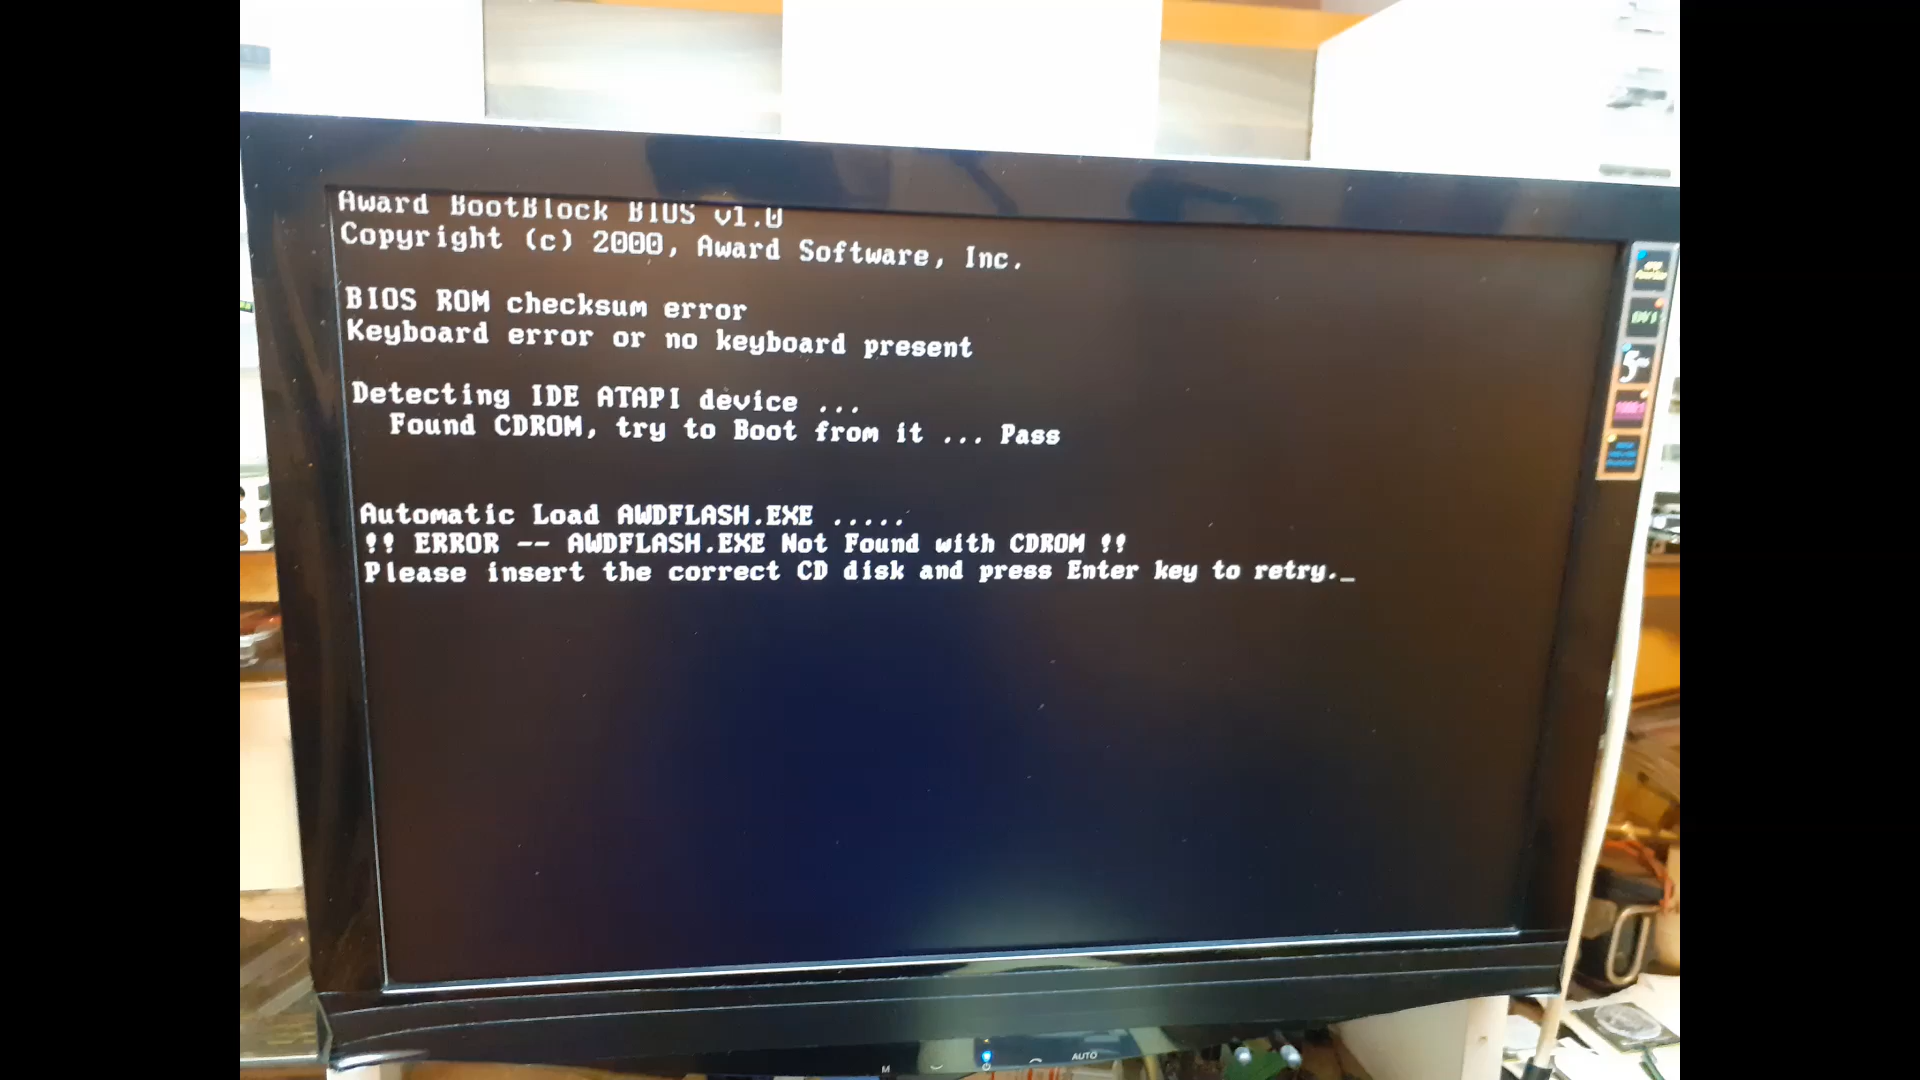 Award BootBlock BIOS v1.0
Copyright (c) 2000, Award Software, Inc.
BIOS ROM checksum error
Keyboard error or no keyboard present
Detecting IDE ATAPI device ...
Found CDROM, try to Boot from it ... Pass
Automatic Load AWDFLASH.EXE .....
!! ERROR -- AWDFLASH.EXE Not Found with CDROM !!
Please insert the correct CD disk and press Enter key to retry._
M
AUTO